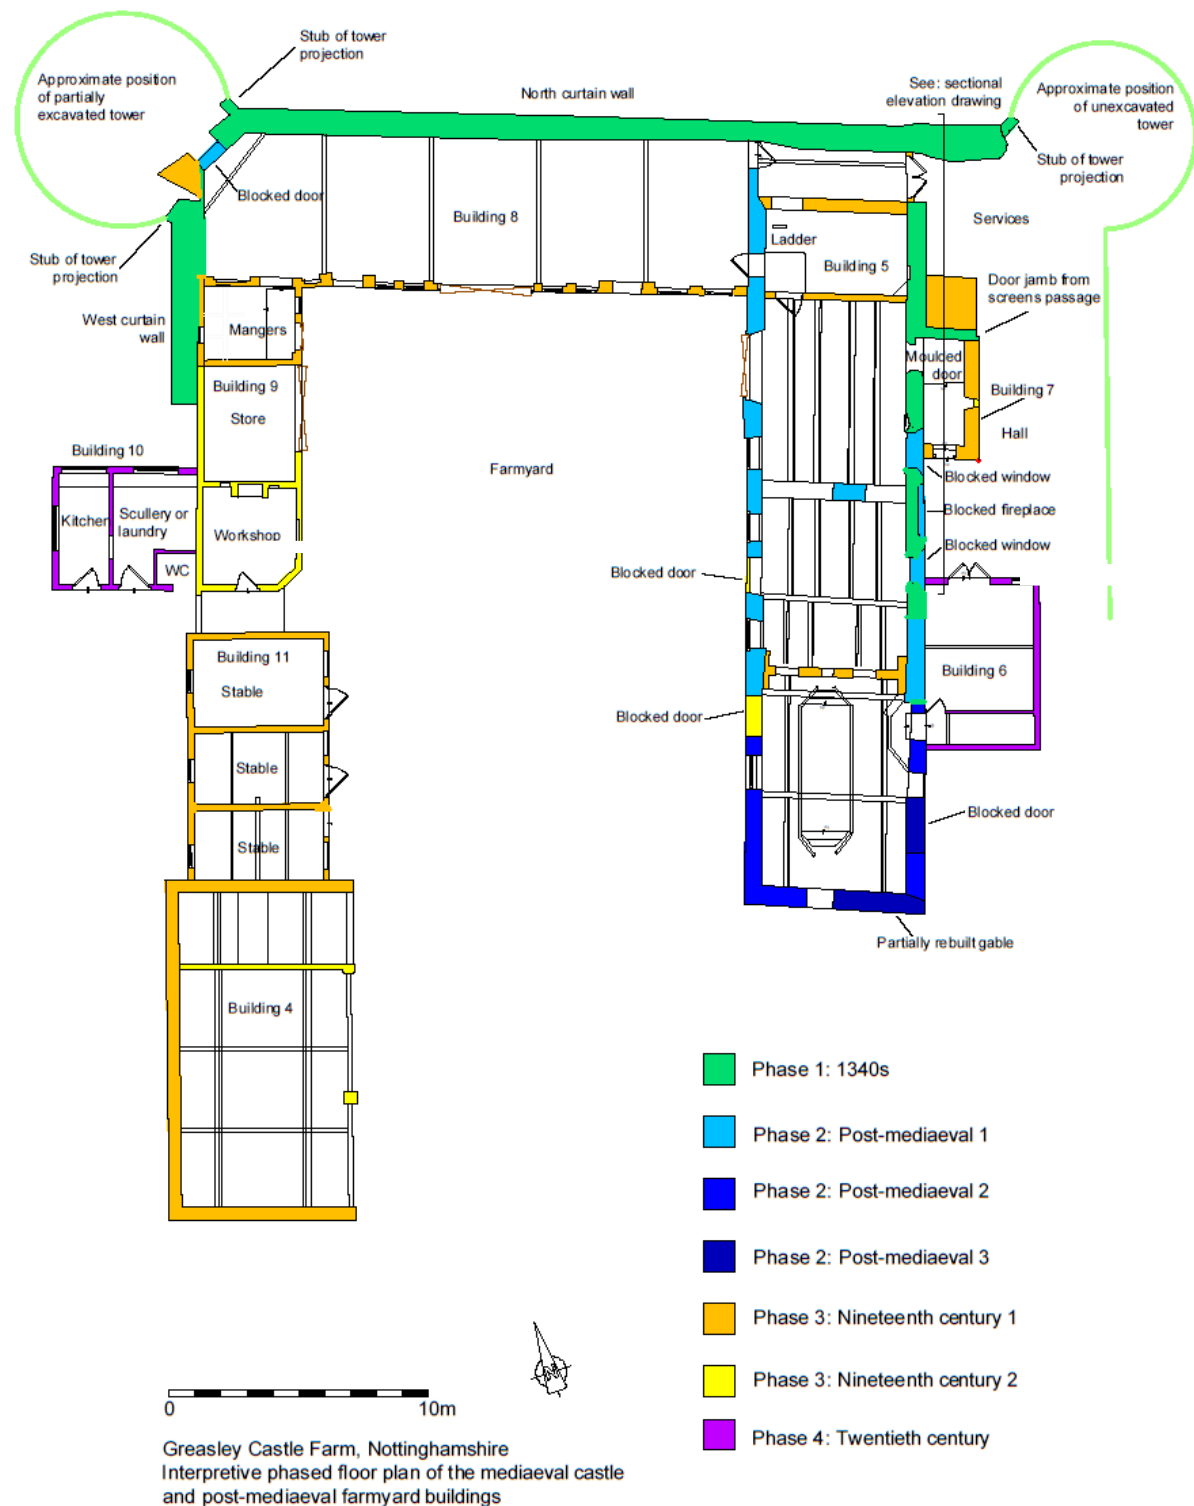 Stub of tower
projection
Approximate position
of partially
excavated tower
North curtain wall
See: sectional
elevation drawing
Approximate position
of unexcavated
tower
Stub of tower
projection
Blocked door
Building 8
Ladder
Building 5
Services
Stub of tower
projection
Door jamb from
screens passage
West curtain
wall
Mangers
Moulded
door
Building 9
Store
Building 7
Hall
Building 10
Farmyard
Blocked window
Kitchen
Scullery or
laundry
Blocked fireplace
Workshop
Blocked window
WC
Blocked door
Building 11
Stable
Building 6
Blocked door
Stable
Blocked door
Stable
Partially rebuilt gable
Building 4
Phase 1: 1340s
Phase 2: Post-mediaeval 1
Phase 2: Post-mediaeval 2
Phase 2: Post-mediaeval 3
Phase 3: Nineteenth century 1
Phase 3: Nineteenth century 2
Phase 4: Twentieth century
N
0 10m
Greasley Castle Farm, Nottinghamshire
Interpretive phased floor plan of the mediaeval castle
and post-mediaeval farmyard buildings